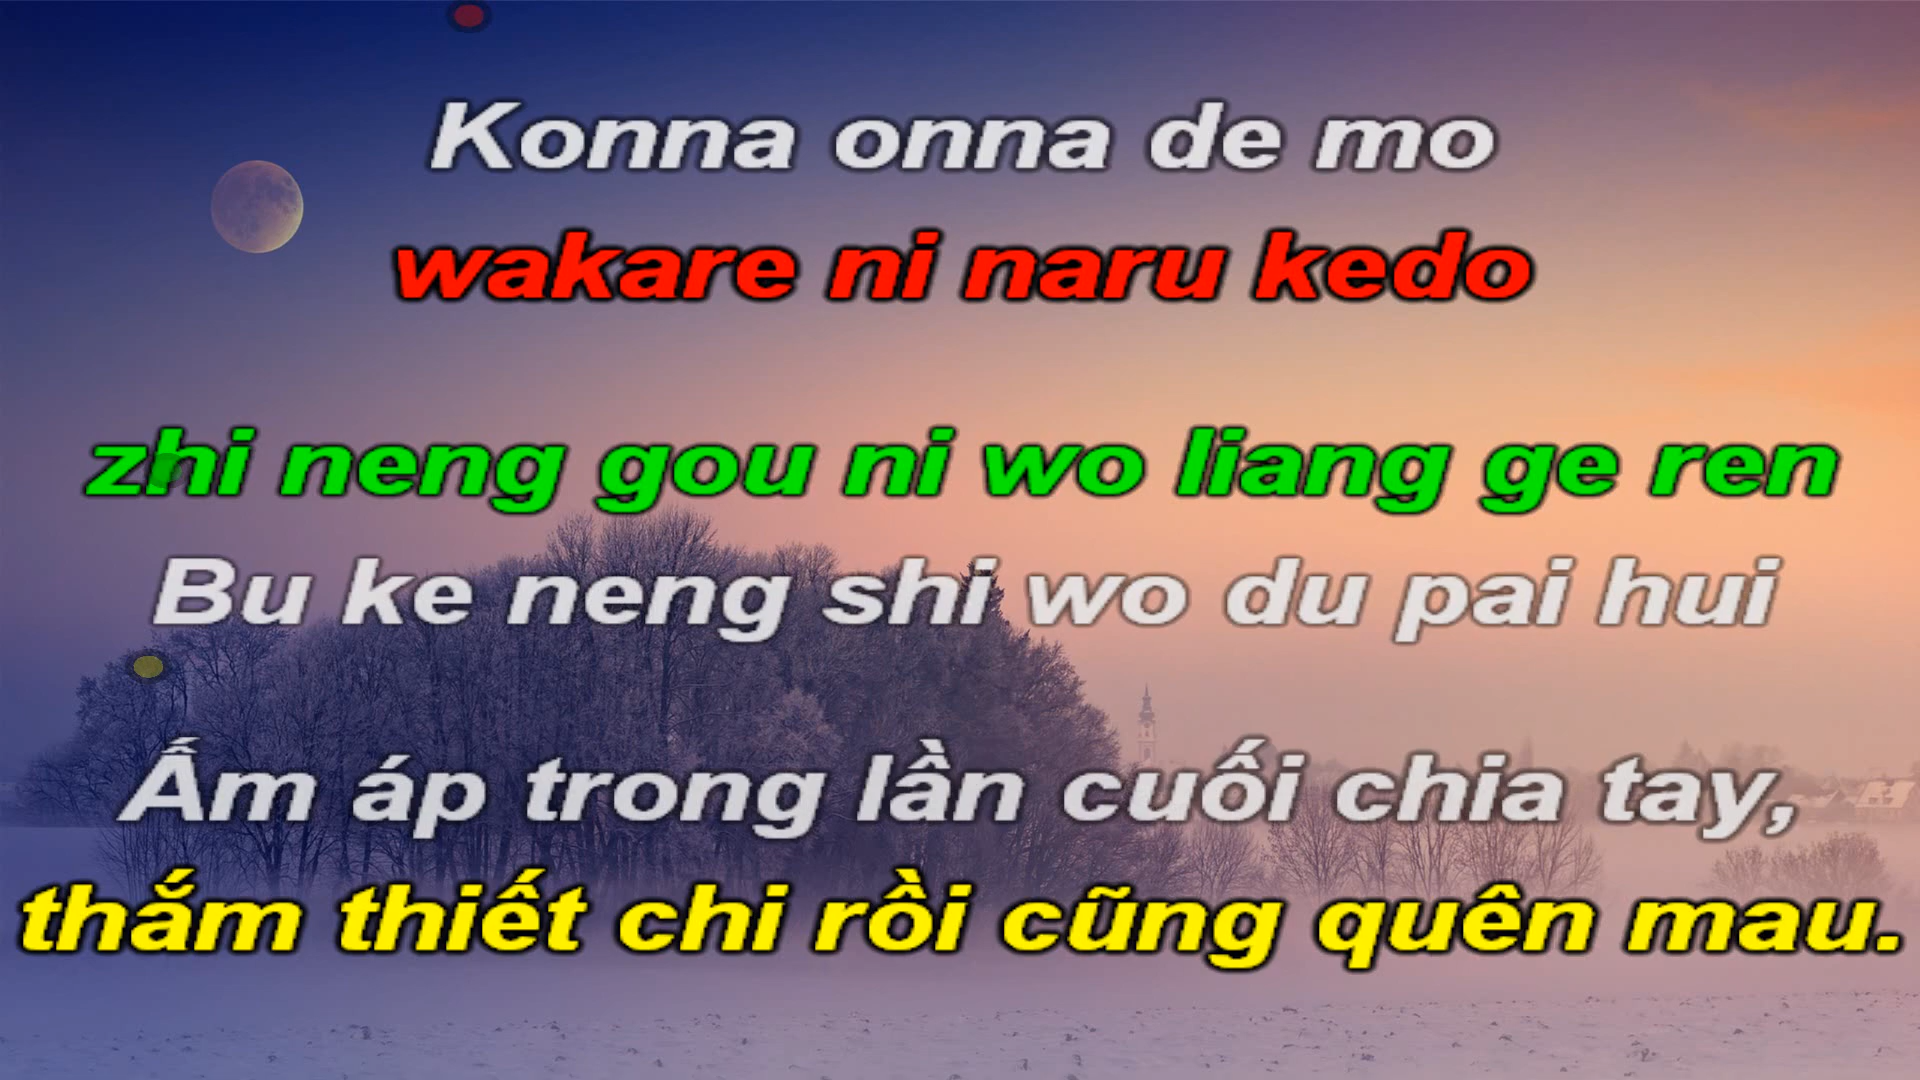 Konna onna de mo
wakare ni naru kedo
zhi neng gou ni wo liang ge ren
Bu ke neng shi wo du pai hui
Ấm áp trong lần cuối chia tay,
thắm thiết chi rồi cũng quên mau.